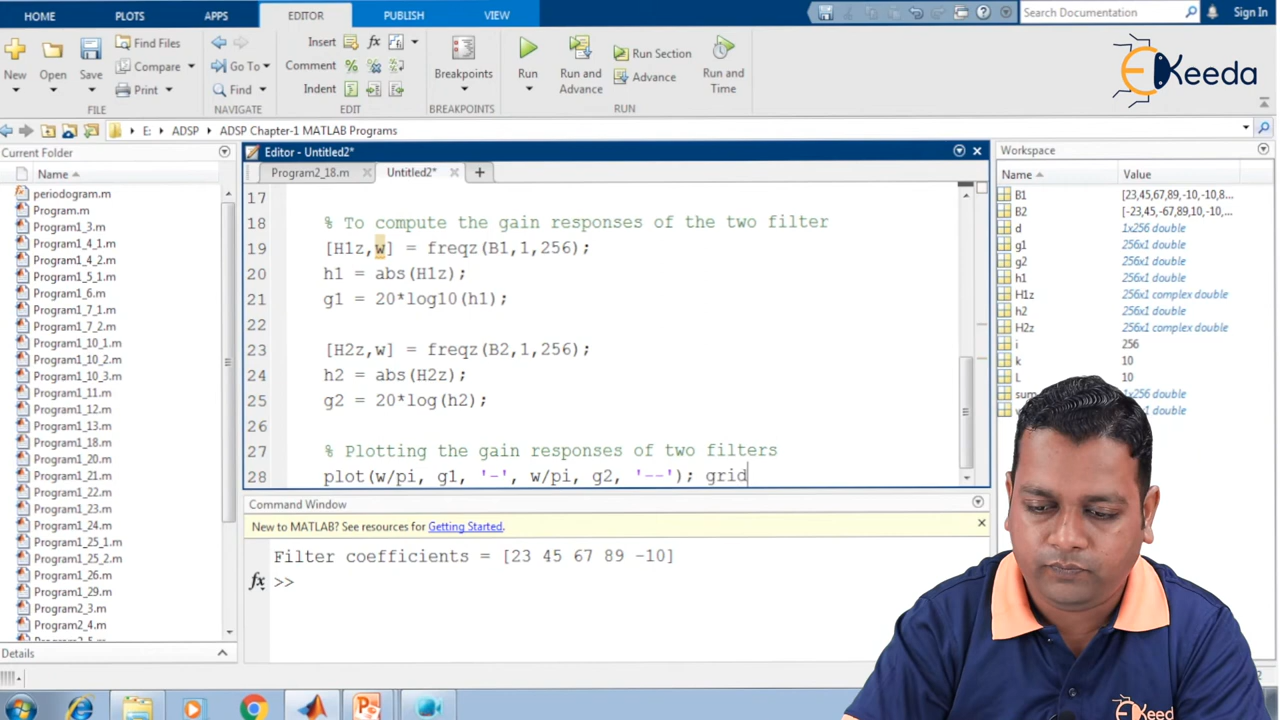 HOME PLOTS APPS EDITOR PUBLISH VIEW Search Documentation Sign In
New Open Save Find Files Compare Print
FILE
Go To Find
NAVIGATE
Insert Comment Indent
EDIT
Breakpoints
BREAKPOINTS
Run Run and Advance Run Section Advance Run and Time
RUN
Keeda
E: ADSP ADSP Chapter-1 MATLAB Programs
Current Folder
Name
periodogram.m
Program.m
Program1_3.m
Program1_4_1.m
Program1_4_2.m
Program1_5_1.m
Program1_6.m
Program1_7_1.m
Program1_7_2.m
Program1_10_1.m
Program1_10_2.m
Program1_10_3.m
Program1_11.m
Program1_12.m
Program1_13.m
Program1_18.m
Program1_21.m
Program1_22.m
Program1_23.m
Program1_24.m
Program1_25_1.m
Program1_25_2.m
Program1_26.m
Program1_29.m
Program2_3.m
Program2_4.m
Program2_5.m
Details
Editor - Untitled2*
Program2_18.m Untitled2*
17
18 % To compute the gain responses of the two filter
19 [H1z,w] = freqz(B1,1,256);
20 h1 = abs(H1z);
21 g1 = 20*log10(h1);
22
23 [H2z,w] = freqz(B2,1,256);
24 h2 = abs(H2z);
25 g2 = 20*log(h2);
26
27 % Plotting the gain responses of two filters
28 plot(w/pi, g1, '-', w/pi, g2, '--'); grid
Command Window
New to MATLAB? See resources for Getting Started.
Filter coefficients = [23 45 67 89 -10]
fx >>
Workspace
Name Value
B1 [23,45,67,89,-10,-10,8...
B2 [-23,45,-67,89,10,-10,...
d 1x256 double
g1 256x1 double
g2 256x1 double
h1 256x1 double
H1z 256x1 complex double
h2 256x1 double
H2z 256x1 complex double
i 256
k 10
L 10
sum 1x256 double
double
Keeda